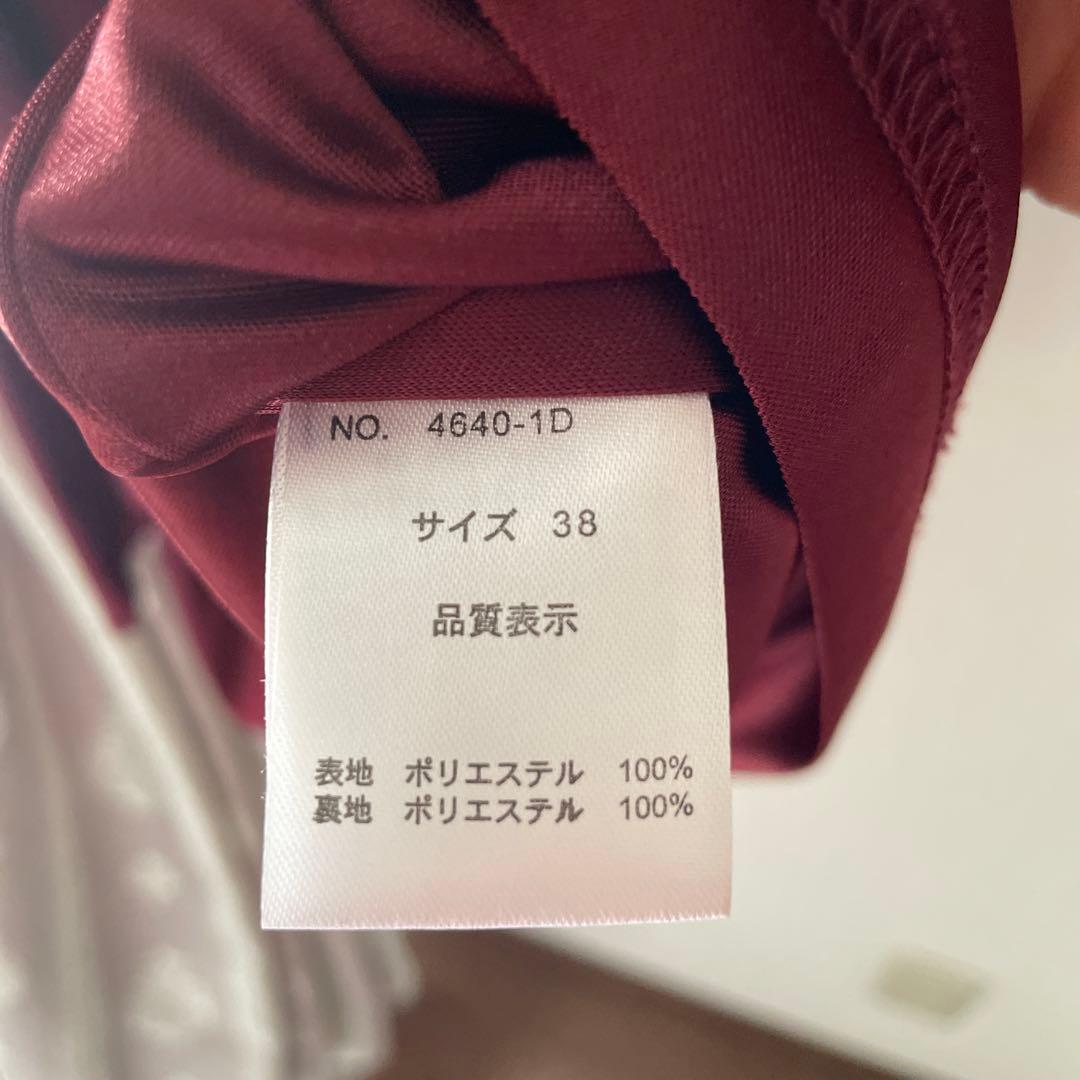 NO. 4640-1D
サイズ 38
品質表示
表地 ポリエステル 100%
裏地 ポリエステル 100%